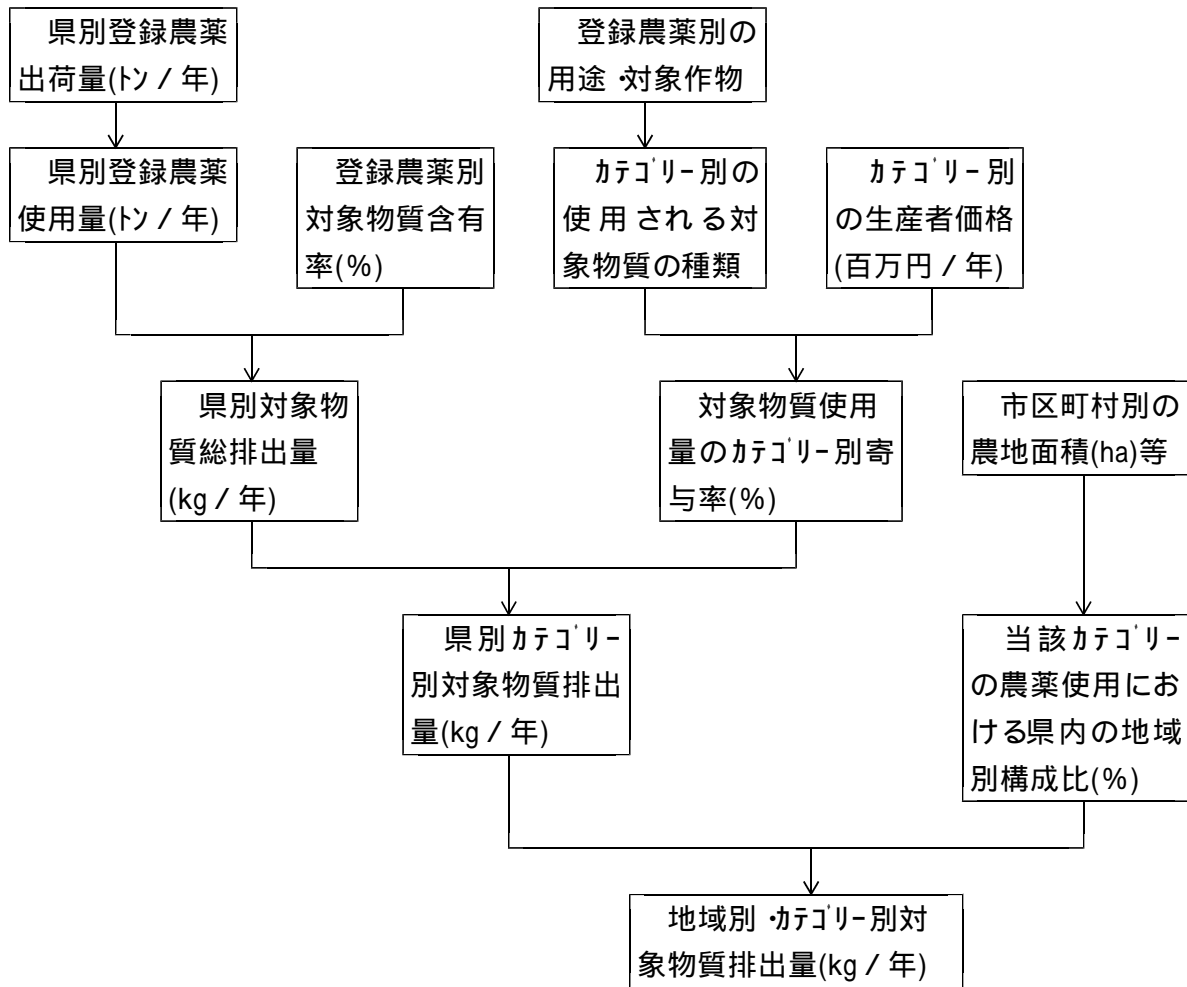 県別登録農薬
出荷量(ﾄﾝ / 年)
登録農薬別の
用途・対象作物
県別登録農薬
使用量(ﾄﾝ / 年)
登録農薬別
対象物質含有
率(%)
ｶﾃｺﾞﾘｰ別の
使用される対
象物質の種類
ｶﾃｺﾞﾘｰ別
の生産者価格
(百万円 / 年)
県別対象物
質総排出量
(kg / 年)
対象物質使用
量のｶﾃｺﾞﾘｰ別寄
与率(%)
市区町村別の
農地面積(ha)等
県別ｶﾃｺﾞﾘｰ
別対象物質排出
量(kg / 年)
当該ｶﾃｺﾞﾘｰ
の農薬使用にお
ける県内の地域
別構成比(%)
地域別・ｶﾃｺﾞﾘｰ別対
象物質排出量(kg / 年)